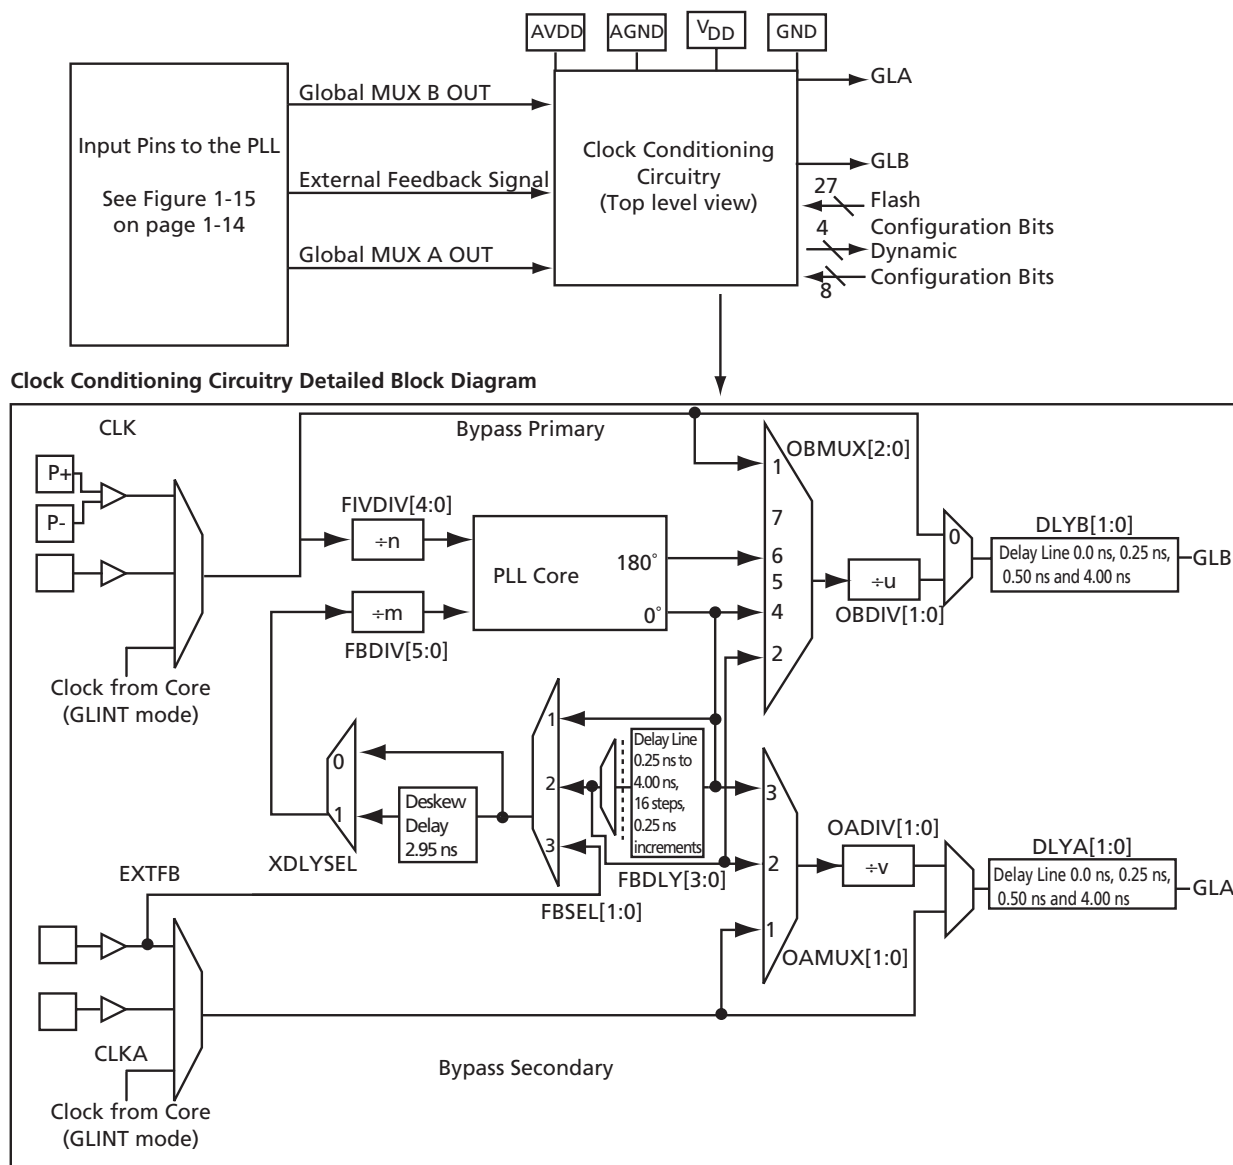 AVDD
AGND
VDD
GND
Input Pins to the PLL
See Figure 1-15
on page 1-14
Global MUX B OUT
External Feedback Signal
Global MUX A OUT
Clock Conditioning
Circuitry
(Top level view)
GLA
GLB
27
Flash
Configuration Bits
4
Dynamic
Configuration Bits
8
Clock Conditioning Circuitry Detailed Block Diagram
CLK
Bypass Primary
P+
P-
Clock from Core
(GLINT mode)
FIVDIV[4:0]
÷n
÷m
FBDIV[5:0]
PLL Core
180°
0°
OBMUX[2:0]
1
7
6
5
4
2
÷u
OBDIV[1:0]
0
DLYB[1:0]
Delay Line 0.0 ns, 0.25 ns,
0.50 ns and 4.00 ns
GLB
0
1
XDLYSEL
Deskew
Delay
2.95 ns
1
2
3
FBSEL[1:0]
Delay Line
0.25 ns to
4.00 ns,
16 steps,
0.25 ns
increments
FBDLY[3:0]
3
2
1
OAMUX[1:0]
OADIV[1:0]
÷v
DLYA[1:0]
Delay Line 0.0 ns, 0.25 ns,
0.50 ns and 4.00 ns
GLA
EXTFB
CLKA
Clock from Core
(GLINT mode)
Bypass Secondary